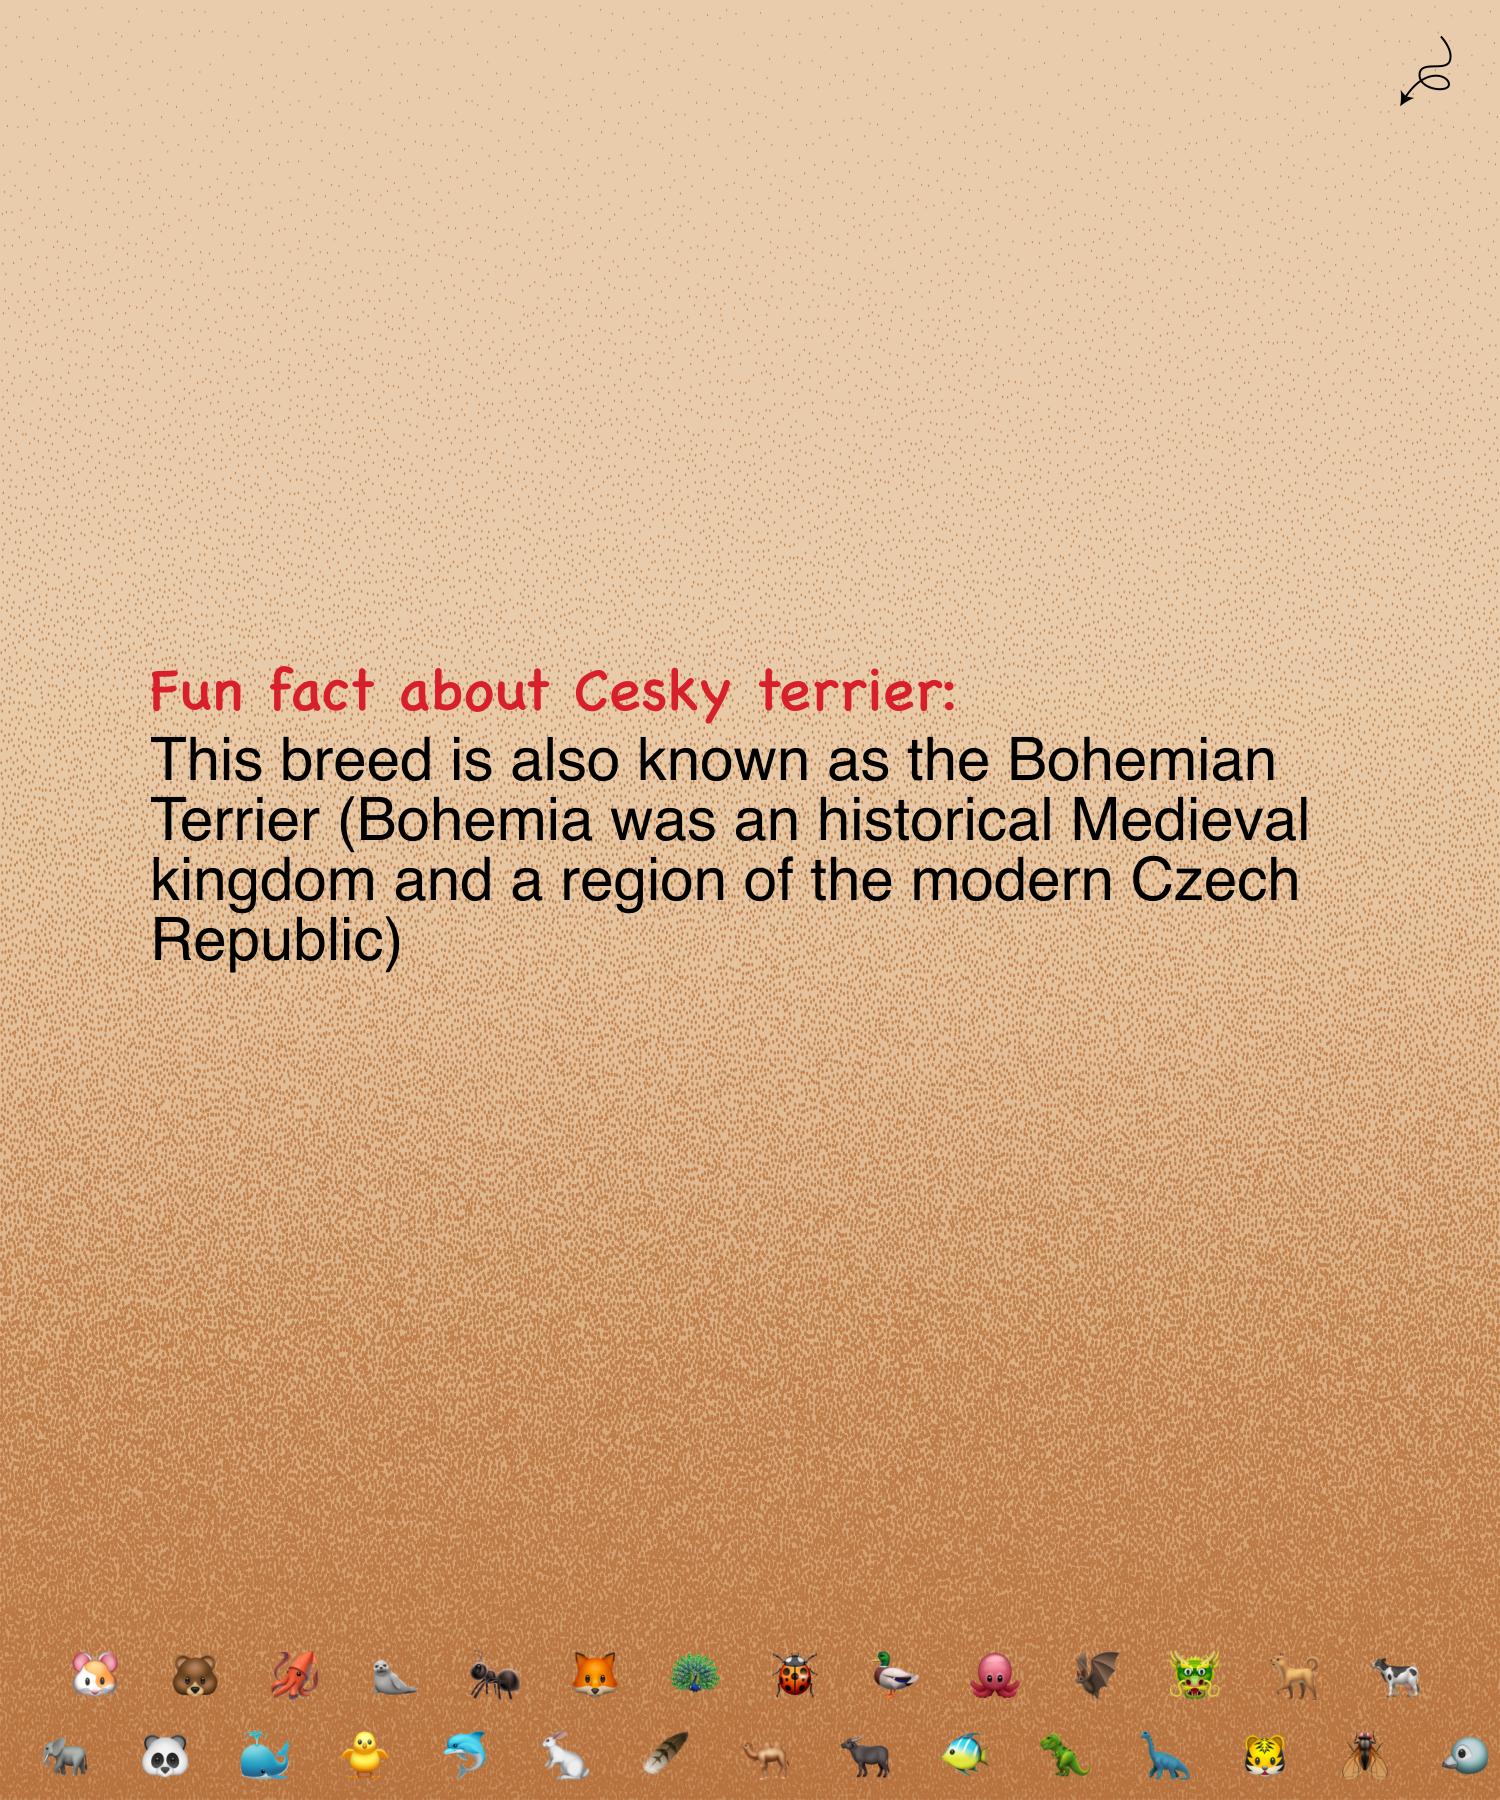 Fun fact about Cesky terrier:
This breed is also known as the Bohemian
Terrier (Bohemia was an historical Medieval
kingdom and a region of the modern Czech
Republic)